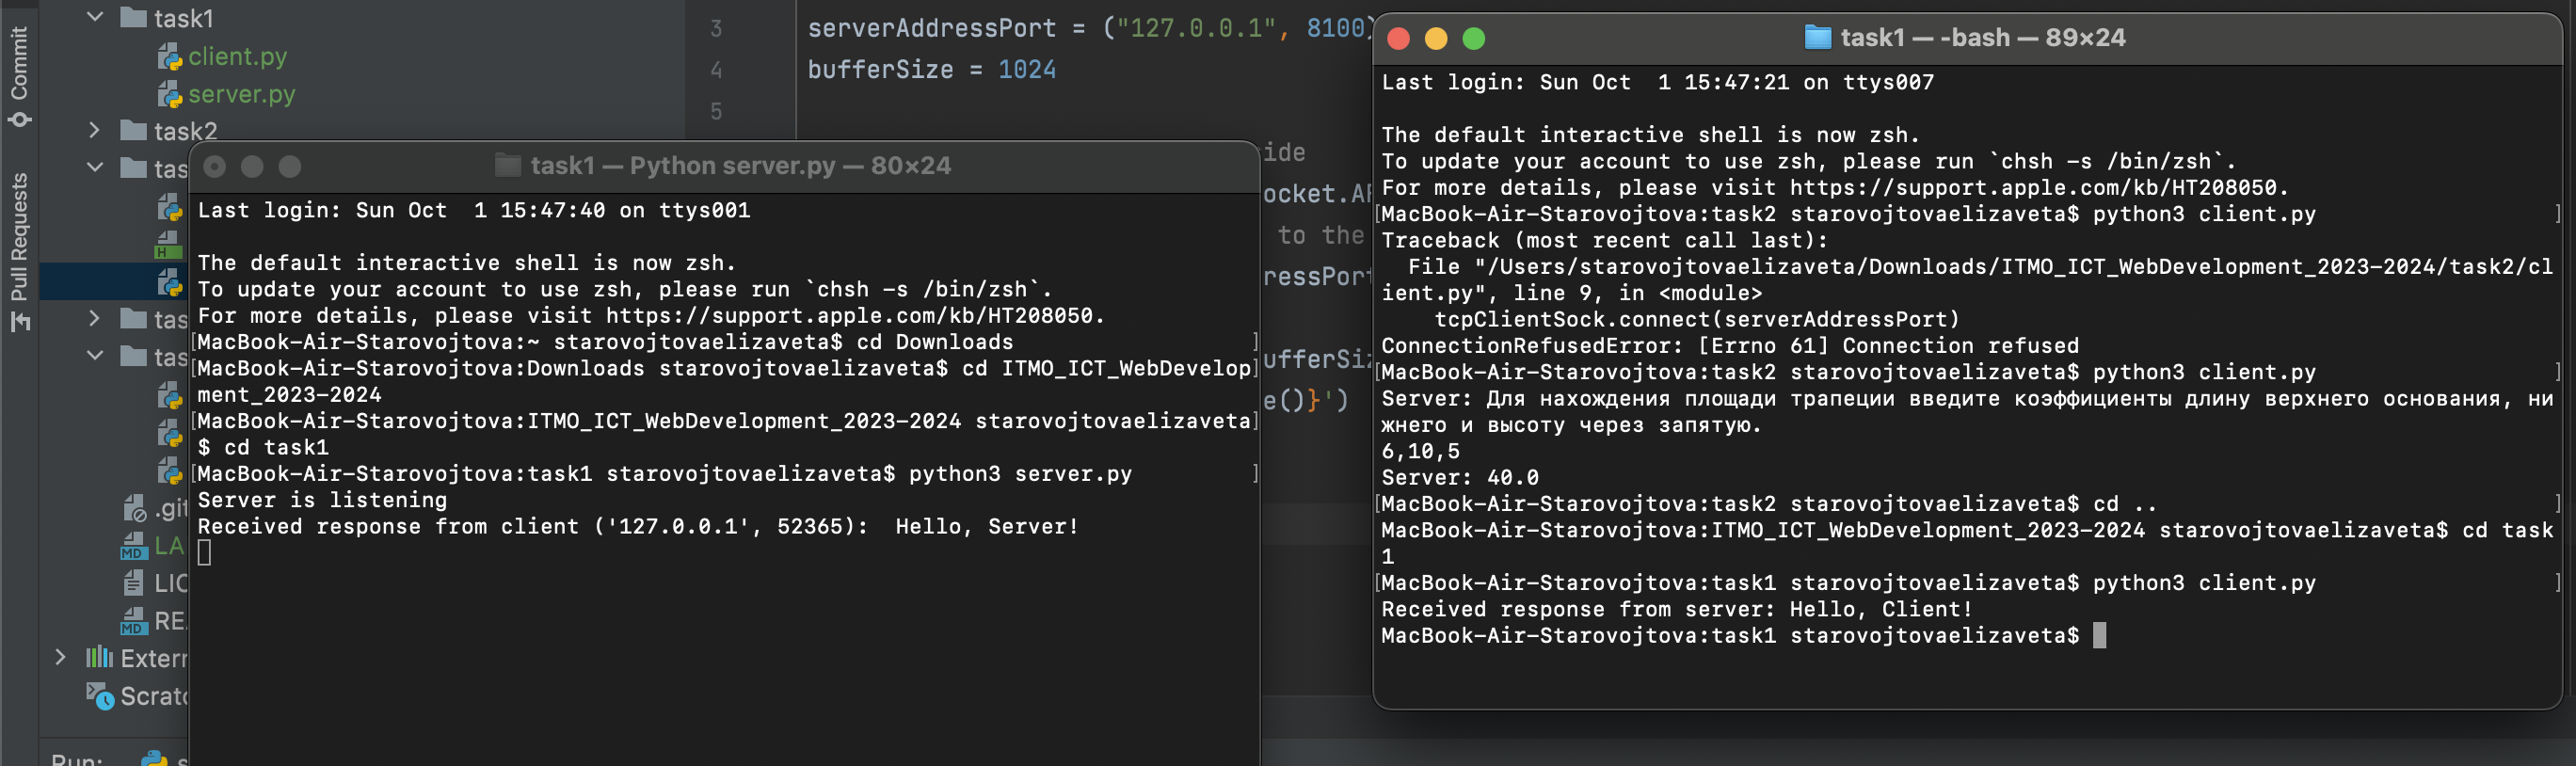 Commit
Pull Requests
task1
client.py
server.py
task2
tas
tas
tas
.git
LA
LIC
RE
Extern
Scratc
Run:
3 serverAddressPort = ("127.0.0.1", 8100)
4 bufferSize = 1024
5
ide
ocket.AF
to the
ressPort
ufferSiz
e()}')
task1 — Python server.py — 80×24
Last login: Sun Oct  1 15:47:40 on ttys001
The default interactive shell is now zsh.
To update your account to use zsh, please run `chsh -s /bin/zsh`.
For more details, please visit https://support.apple.com/kb/HT208050.
[MacBook-Air-Starovojtova:~ starovojtovaelizaveta$ cd Downloads ]
[MacBook-Air-Starovojtova:Downloads starovojtovaelizaveta$ cd ITMO_ICT_WebDevelop]
ment_2023-2024
[MacBook-Air-Starovojtova:ITMO_ICT_WebDevelopment_2023-2024 starovojtovaelizaveta]
$ cd task1
[MacBook-Air-Starovojtova:task1 starovojtovaelizaveta$ python3 server.py ]
Server is listening
Received response from client ('127.0.0.1', 52365):  Hello, Server!
task1 — -bash — 89×24
Last login: Sun Oct  1 15:47:21 on ttys007
The default interactive shell is now zsh.
To update your account to use zsh, please run `chsh -s /bin/zsh`.
For more details, please visit https://support.apple.com/kb/HT208050.
[MacBook-Air-Starovojtova:task2 starovojtovaelizaveta$ python3 client.py ]
Traceback (most recent call last):
  File "/Users/starovojtovaelizaveta/Downloads/ITMO_ICT_WebDevelopment_2023-2024/task2/cl
ient.py", line 9, in <module>
    tcpClientSock.connect(serverAddressPort)
ConnectionRefusedError: [Errno 61] Connection refused
[MacBook-Air-Starovojtova:task2 starovojtovaelizaveta$ python3 client.py ]
Server: Для нахождения площади трапеции введите коэффициенты длину верхнего основания, ни
жнего и высоту через запятую.
6,10,5
Server: 40.0
[MacBook-Air-Starovojtova:task2 starovojtovaelizaveta$ cd .. ]
MacBook-Air-Starovojtova:ITMO_ICT_WebDevelopment_2023-2024 starovojtovaelizaveta$ cd task
1
[MacBook-Air-Starovojtova:task1 starovojtovaelizaveta$ python3 client.py ]
Received response from server: Hello, Client!
MacBook-Air-Starovojtova:task1 starovojtovaelizaveta$